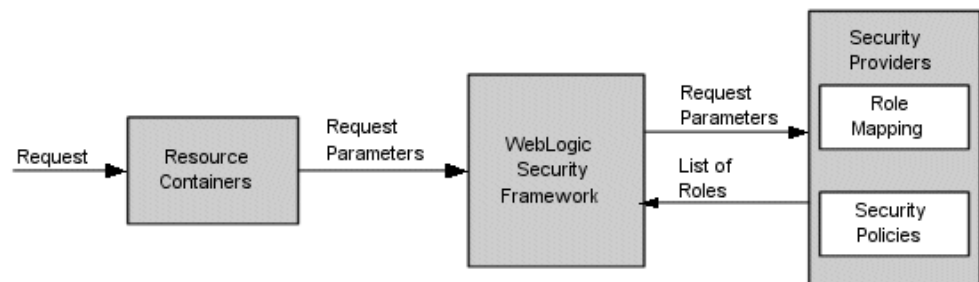 Request
Resource
Containers
Request
Parameters
WebLogic
Security
Framework
Request
Parameters
List of
Roles
Security
Providers
Role
Mapping
Security
Policies